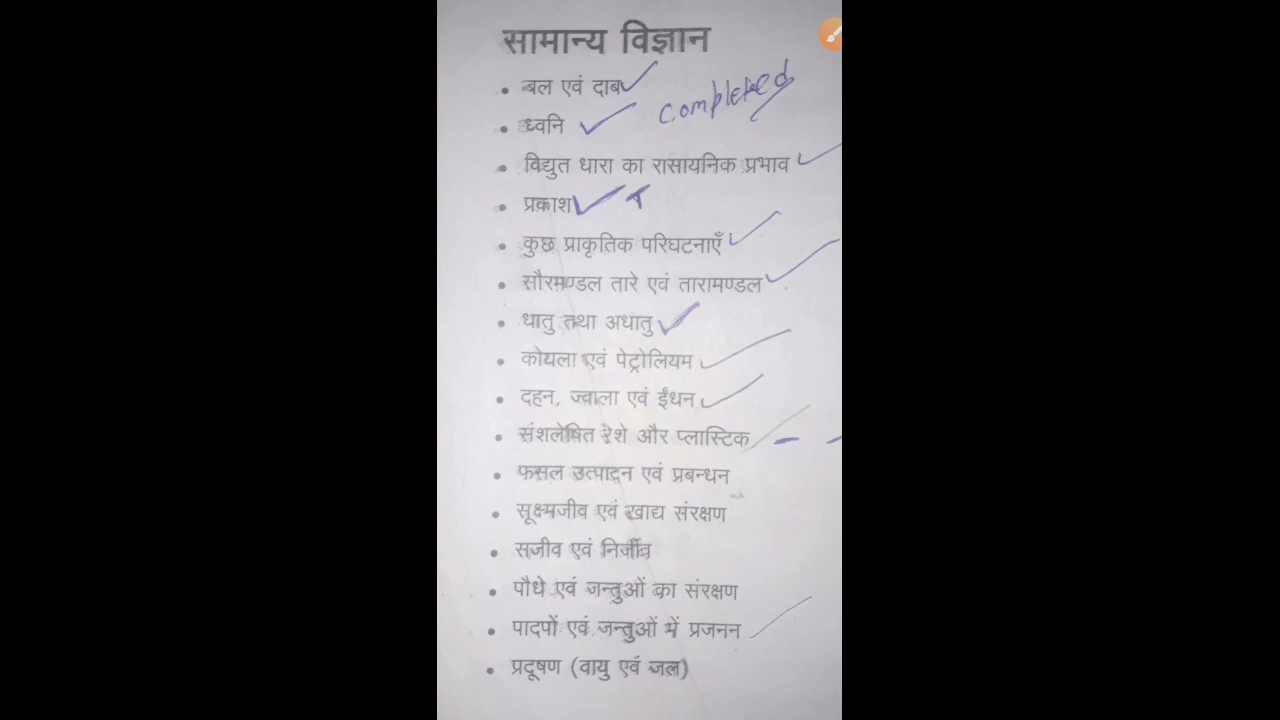 सामान्य विज्ञान
• बल एवं दाब
completed
• ध्वनि
• विद्युत धारा का रासायनिक प्रभाव
• प्रकाश
• कुछ प्राकृतिक परिघटनाएँ
• सौरमण्डल तारे एवं तारामण्डल
• धातु तथा अधातु
• कोयला एवं पेट्रोलियम
• दहन, ज्वाला एवं ईंधन
• संशलेषित रेशे और प्लास्टिक
• फसल उत्पादन एवं प्रबन्धन
• सूक्ष्मजीव एवं खाद्य संरक्षण
• सजीव एवं निर्जीव
• पौधे एवं जन्तुओं का संरक्षण
• पादपों एवं जन्तुओं में प्रजनन
• प्रदूषण (वायु एवं जल)